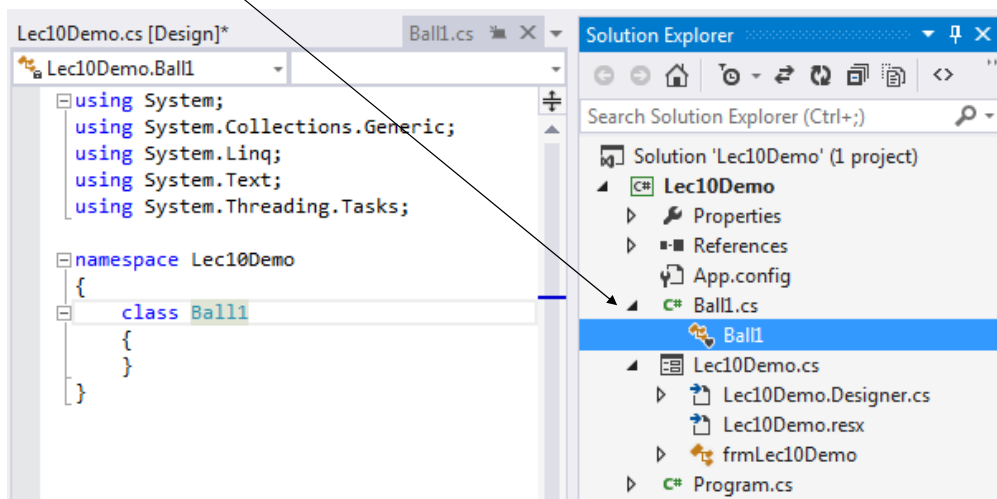 Lec10Demo.cs [Design]*
Ball1.cs
Lec10Demo.Ball1
using System;
using System.Collections.Generic;
using System.Linq;
using System.Text;
using System.Threading.Tasks;
namespace Lec10Demo
{
class Ball1
{
}
}
Solution Explorer
Search Solution Explorer (Ctrl+;)
Solution 'Lec10Demo' (1 project)
C# Lec10Demo
Properties
References
App.config
C# Ball1.cs
Ball1
Lec10Demo.cs
Lec10Demo.Designer.cs
Lec10Demo.resx
frmLec10Demo
C# Program.cs